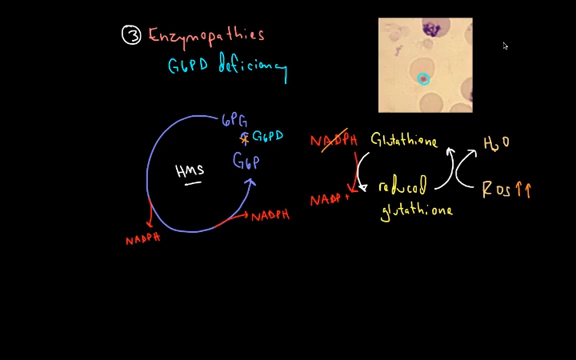 ③ Enzymopathies
G6PD deficiency
6PG
G6PD
G6P
HMS
NADPH
NADPH
NADPH
Glutathione
H₂O
NADP+
reduced
glutathione
ROS↑↑